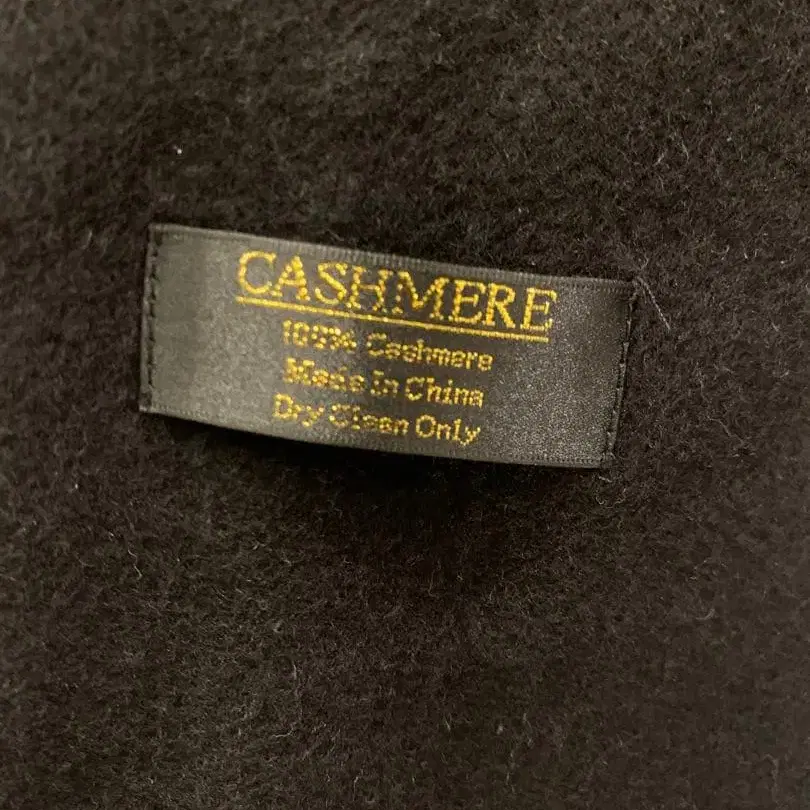 CASHMERE
100% Cashmere
Made In China
Dry Clean Only